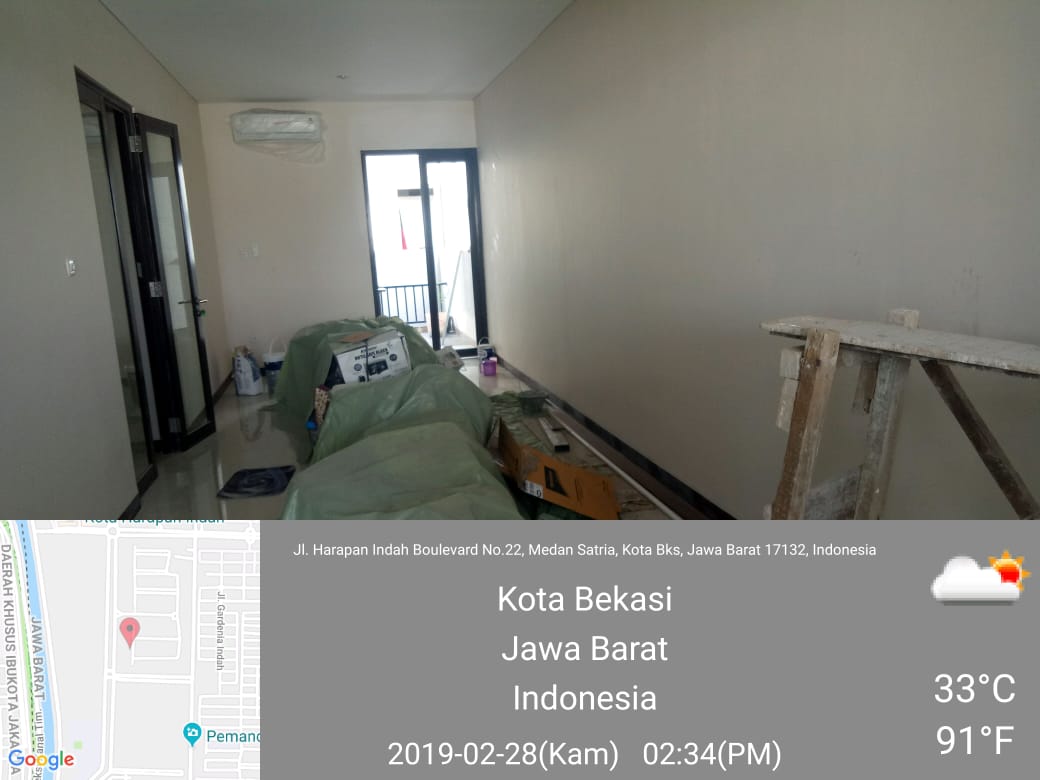 Kota Harapan Indah
DAERAH KHUSUS IBUKOTA JAKA
JAWA BARAT
Jl. Gardenia Indah
Google
Jl. Harapan Indah Boulevard No.22, Medan Satria, Kota Bks, Jawa Barat 17132, Indonesia
Kota Bekasi
Jawa Barat
Indonesia
2019-02-28(Kam) 02:34(PM)
33°C
91°F